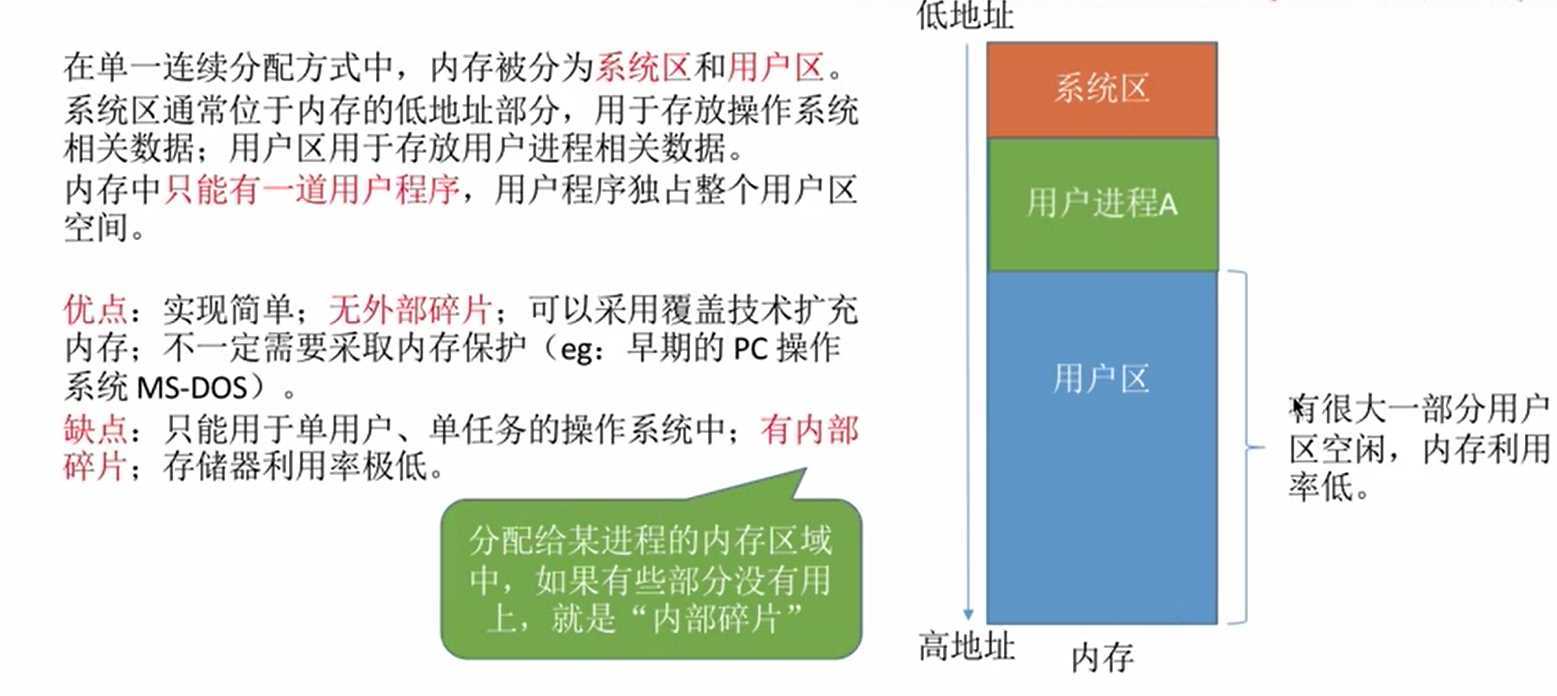 在单一连续分配方式中，内存被分为系统区和用户区。
系统区通常位于内存的低地址部分，用于存放操作系统
相关数据；用户区用于存放用户进程相关数据。
内存中只能有一道用户程序，用户程序独占整个用户区
空间。
优点：实现简单；无外部碎片；可以采用覆盖技术扩充
内存；不一定需要采取内存保护（eg：早期的 PC 操作
系统 MS-DOS）。
缺点：只能用于单用户、单任务的操作系统中；有内部
碎片；存储器利用率极低。
分配给某进程的内存区域
中，如果有些部分没有用
上，就是“内部碎片”
低地址
系统区
用户进程A
用户区
有很大一部分用户
区空闲，内存利用
率低。
高地址
内存